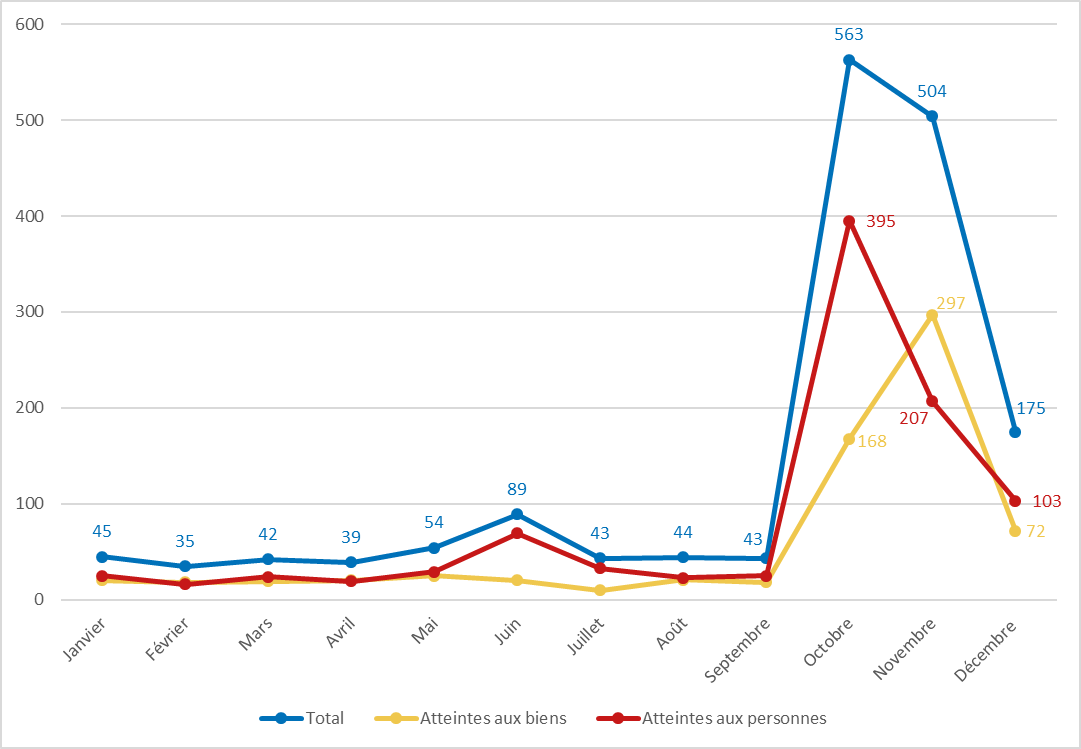 600
500
400
300
200
100
0
563
504
395
297
207
175
168
103
72
45
35
42
39
54
89
43
44
43
Janvier
Février
Mars
Avril
Mai
Juin
Juillet
Août
Septembre
Octobre
Novembre
Décembre
Total
Atteintes aux biens
Atteintes aux personnes